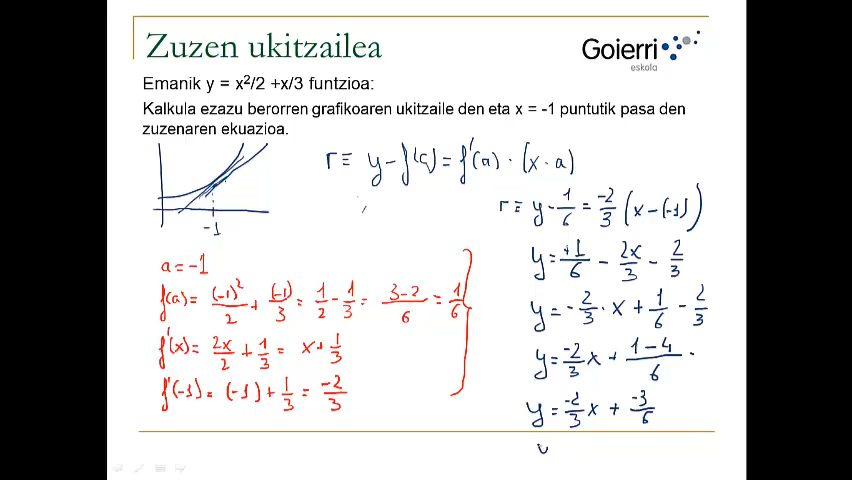 Zuzen ukitzailea
Goierri
eskola
Emanik y = x²/2 +x/3 funtzioa:
Kalkula ezazu berorren grafikoaren ukitzaile den eta x = -1 puntutik pasa den
zuzenaren ekuazioa.
r ≡ y - f(a) = f'(a) · (x - a)
-1
r ≡ y - 1/6 = -2/3 (x - (-1))
y = +1/6 - 2x/3 - 2/3
y = -2/3 · x + 1/6 - 2/3
y = -2/3 x + 1-4/6
y = -2/3 x + -3/6
a = -1
f(a) = (-1)²/2 + (-1)/3 = 1/2 - 1/3 = 3-2/6 = 1/6
f'(x) = 2x/2 + 1/3 = x + 1/3
f'(-1) = (-1) + 1/3 = -2/3